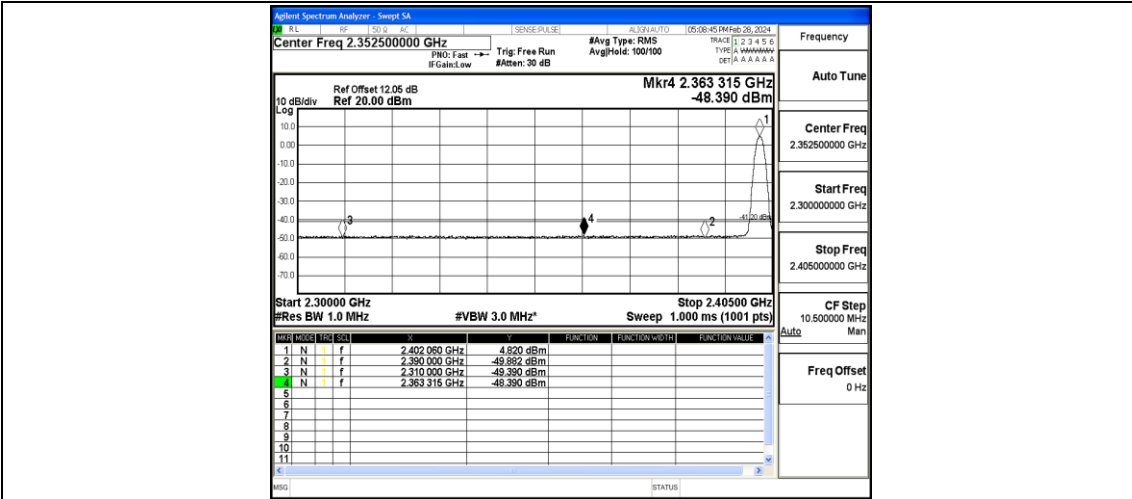 Agilent Spectrum Analyzer - Swept SA
RL RF 50 Ω AC SENSE:PULSE ALIGN AUTO 05:08:45 PM Feb 28, 2024
Center Freq 2.352500000 GHz
#Avg Type: RMS
TRACE 1 2 3 4 5 6
PNO: Fast Trig: Free Run Avg|Hold: 100/100
TYPE A WWWWW
IFGain:Low #Atten: 30 dB
DET A A A A A A
Mkr4 2.363 315 GHz
-48.390 dBm
Ref Offset 12.05 dB
10 dB/div Ref 20.00 dBm
Log
10.0
0.00
-10.0
-20.0
-30.0
-40.0
-50.0
-60.0
-70.0
1
2
3
4
-41.20 dBm
Start 2.30000 GHz Stop 2.40500 GHz
#Res BW 1.0 MHz #VBW 3.0 MHz* Sweep 1.000 ms (1001 pts)
MKR MODE TRC SCL X Y FUNCTION FUNCTION WIDTH FUNCTION VALUE
1 N 1 f 2.402 060 GHz 4.820 dBm
2 N 1 f 2.390 000 GHz -49.882 dBm
3 N 1 f 2.310 000 GHz -49.390 dBm
4 N 1 f 2.363 315 GHz -48.390 dBm
5
6
7
8
9
10
11
MSG STATUS
Frequency
Auto Tune
Center Freq
2.352500000 GHz
Start Freq
2.300000000 GHz
Stop Freq
2.405000000 GHz
CF Step
10.500000 MHz
Auto Man
Freq Offset
0 Hz